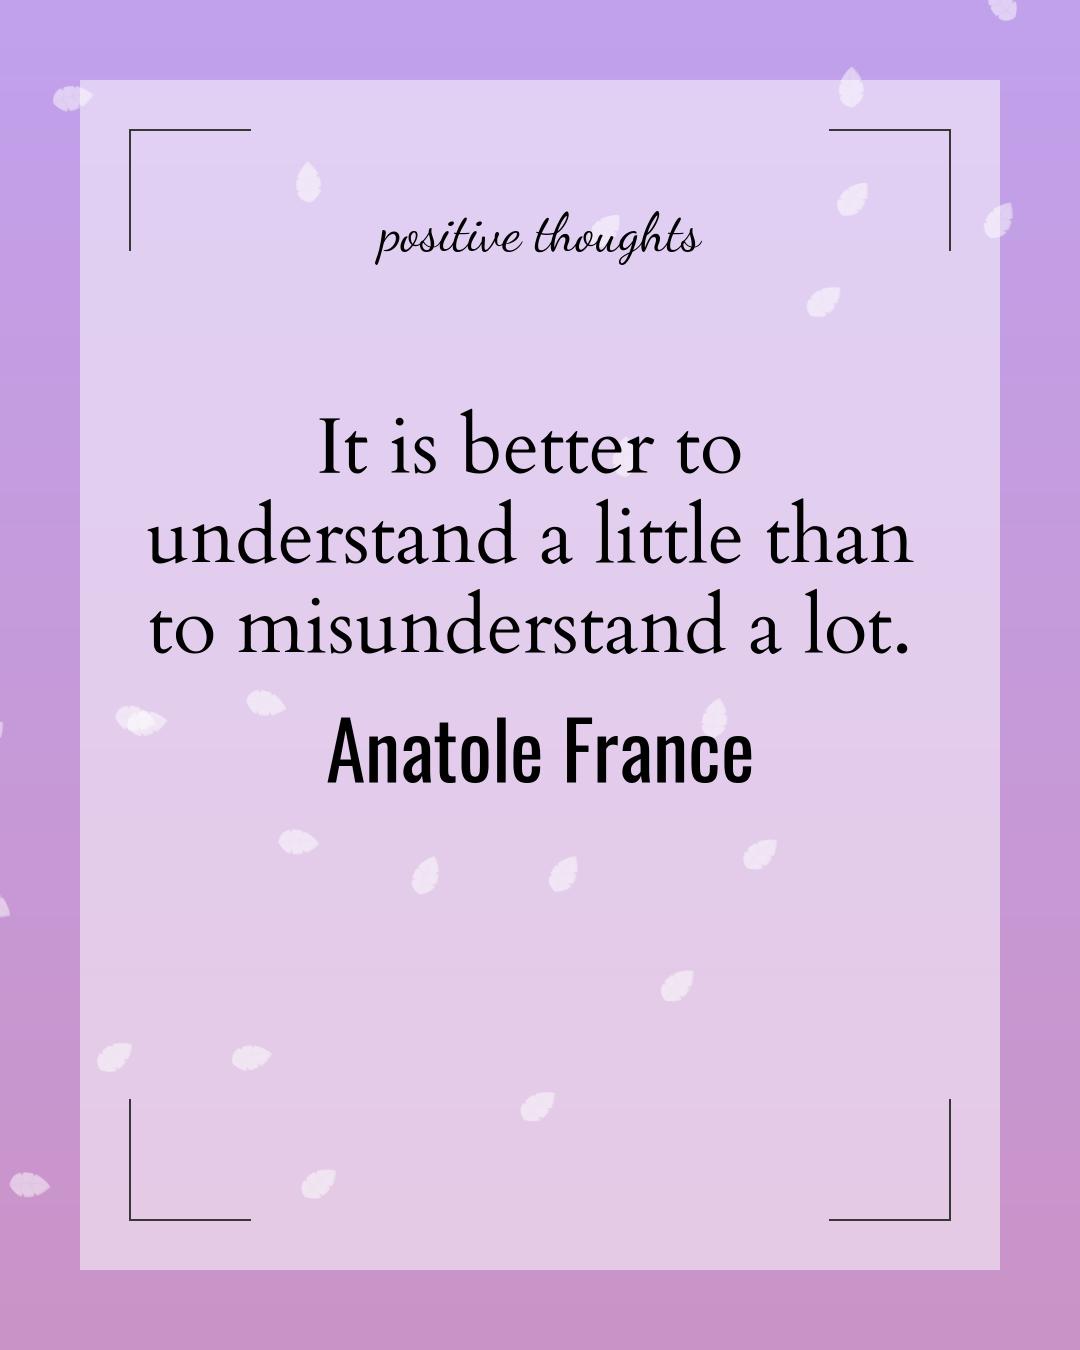 positive thoughts
It is better to
understand a little than
to misunderstand a lot.
Anatole France